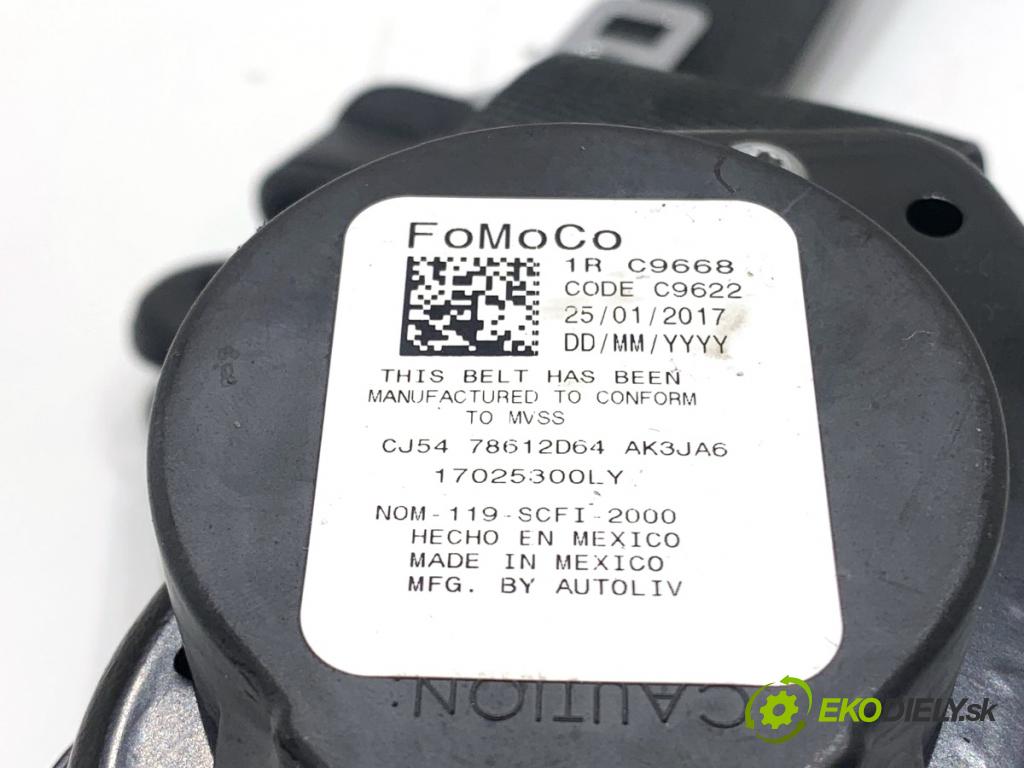 FoMoCo
1R C9668
CODE C9622
25/01/2017
DD/MM/YYYY
THIS BELT HAS BEEN
MANUFACTURED TO CONFORM
TO MVSS
CJ54 78612D64 AK3JA6
17025300LY
NOM-119-SCFI-2000
HECHO EN MEXICO
MADE IN MEXICO
MFG. BY AUTOLIV
CAUTION
EKODIELY.sk